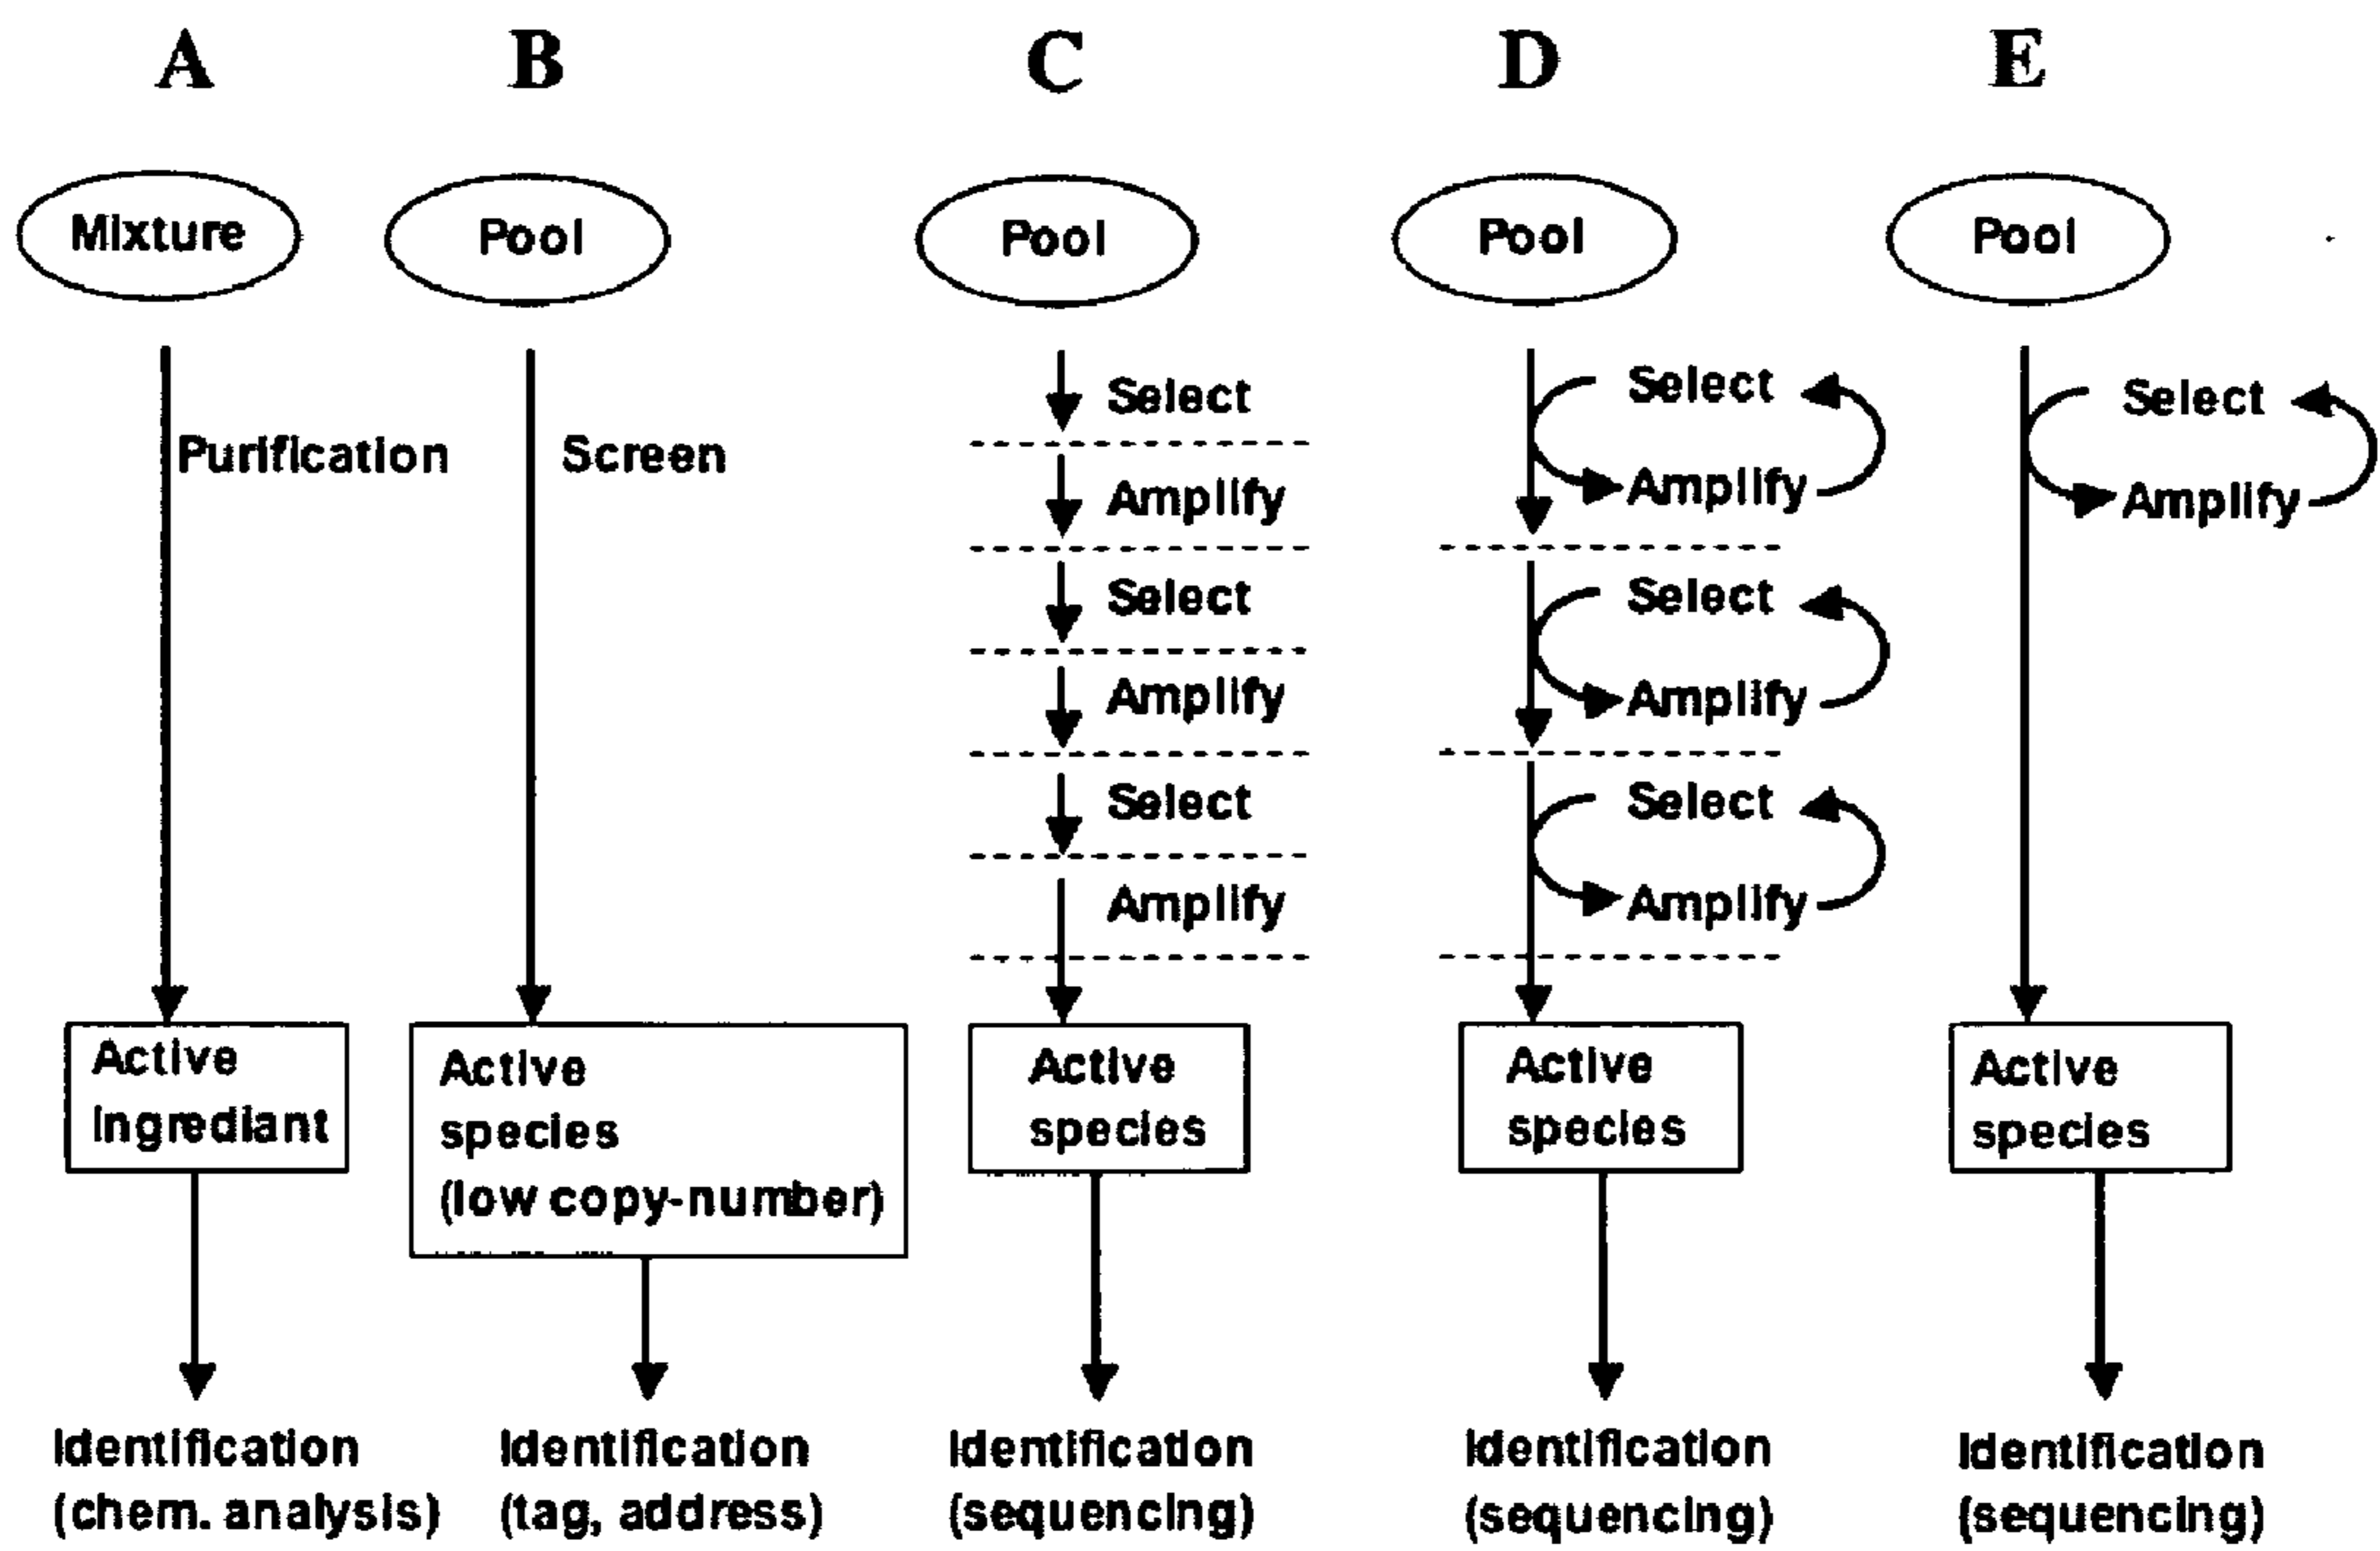 A
B
C
D
E
Mixture
Pool
Pool
Pool
Pool
Purification
Screen
Select
Amplify
Select
Amplify
Select
Amplify
Select
Amplify
Select
Amplify
Select
Amplify
Select
Amplify
Active
Ingrediant
Active
species
(low copy-number)
Active
species
Active
species
Active
species
Identification
(chem. analysis)
Identification
(tag, address)
Identification
(sequencing)
Identification
(sequencing)
Identification
(sequencing)